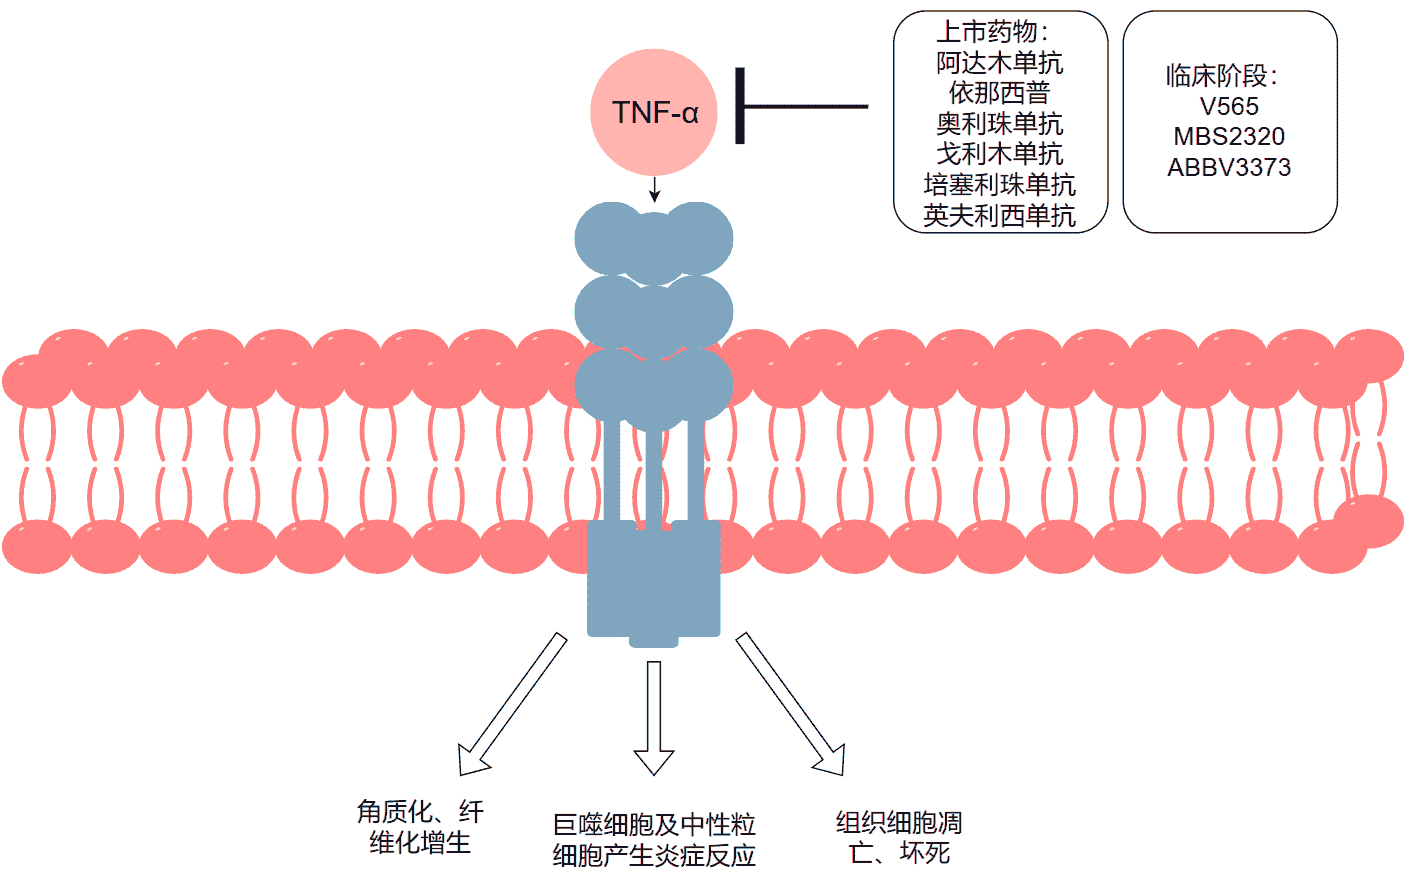 TNF-α
上市药物：
阿达木单抗
依那西普
奥利珠单抗
戈利木单抗
培塞利珠单抗
英夫利西单抗
临床阶段：
V565
MBS2320
ABBV3373
角质化、纤
维化增生
巨噬细胞及中性粒
细胞产生炎症反应
组织细胞凋
亡、坏死